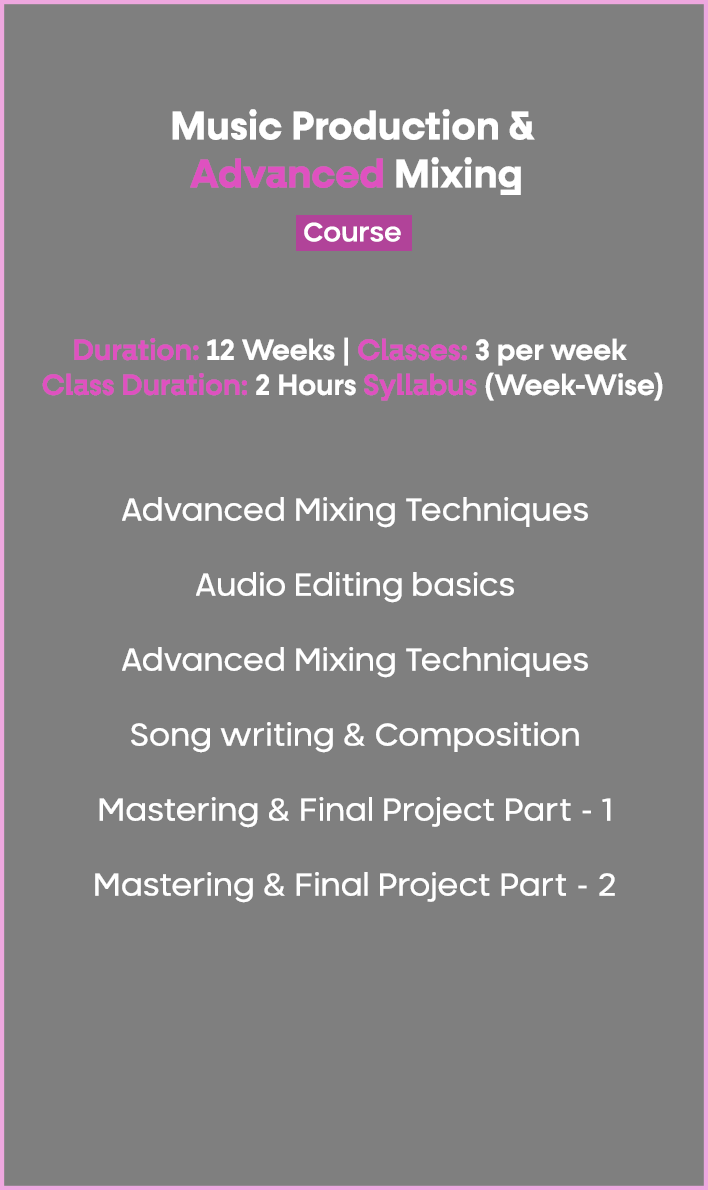 Music Production &
Advanced Mixing
Course
Duration: 12 Weeks | Classes: 3 per week
Class Duration: 2 Hours Syllabus (Week-Wise)
Advanced Mixing Techniques
Audio Editing basics
Advanced Mixing Techniques
Song writing & Composition
Mastering & Final Project Part - 1
Mastering & Final Project Part - 2